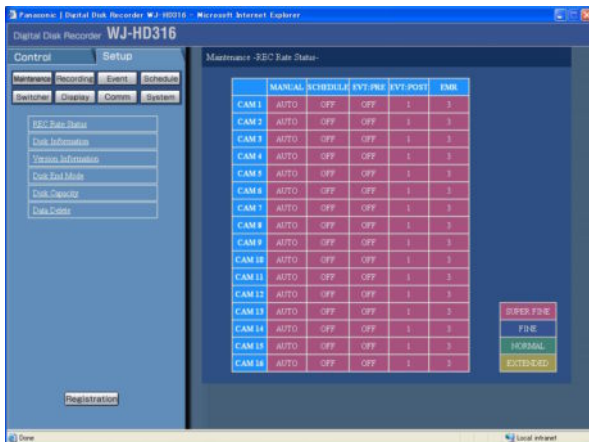 Panasonic | Digital Disk Recorder WJ-HD316 - Microsoft Internet Explorer
Digital Disk Recorder WJ-HD316
Control Setup
Maintenance Recording Event Schedule
Switcher Display Comm System
REC Rate Status
Disk Information
Version Information
Disk End Mode
Disk Capacity
Data Delete
Registration
Maintenance -REC Rate Status-
MANUAL SCHEDULE EVT:PRE EVT:POST EMR
CAM 1 AUTO OFF OFF 1 3
CAM 2 AUTO OFF OFF 1 3
CAM 3 AUTO OFF OFF 1 3
CAM 4 AUTO OFF OFF 1 3
CAM 5 AUTO OFF OFF 1 3
CAM 6 AUTO OFF OFF 1 3
CAM 7 AUTO OFF OFF 1 3
CAM 8 AUTO OFF OFF 1 3
CAM 9 AUTO OFF OFF 1 3
CAM 10 AUTO OFF OFF 1 3
CAM 11 AUTO OFF OFF 1 3
CAM 12 AUTO OFF OFF 1 3
CAM 13 AUTO OFF OFF 1 3
CAM 14 AUTO OFF OFF 1 3
CAM 15 AUTO OFF OFF 1 3
CAM 16 AUTO OFF OFF 1 3
SUPER FINE
FINE
NORMAL
EXTENDED
Done
Local intranet